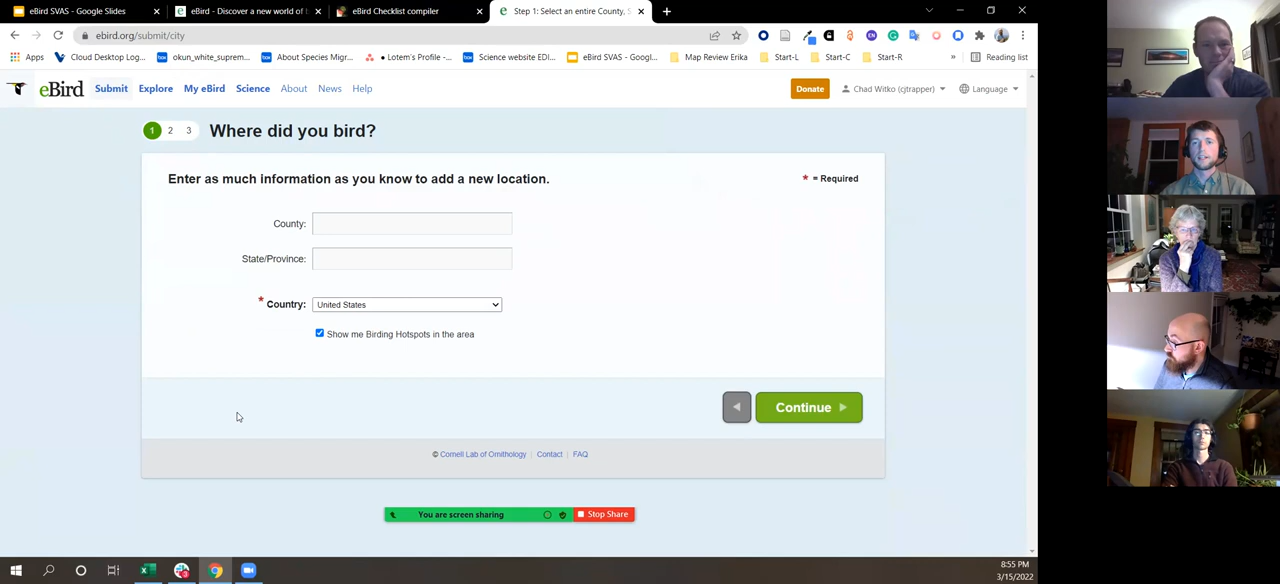 eBird SVAS - Google Slides
eBird - Discover a new world of
eBird Checklist compiler
Step 1: Select an entire County, S
ebird.org/submit/city
Apps
Cloud Desktop Log...
okun_white_suprem...
About Species Migr...
Lotem's Profile -...
Science website EDI...
eBird SVAS - Googl...
Map Review Erika
Start-L
Start-C
Start-R
»
Reading list
eBird
Submit
Explore
My eBird
Science
About
News
Help
Donate
Chad Witko (cjtrapper)
Language
1 2 3
Where did you bird?
Enter as much information as you know to add a new location.
* = Required
County:
State/Province:
* Country:
United States
Show me Birding Hotspots in the area
Continue
© Cornell Lab of Ornithology | Contact | FAQ
You are screen sharing
Stop Share
8:55 PM
3/15/2022